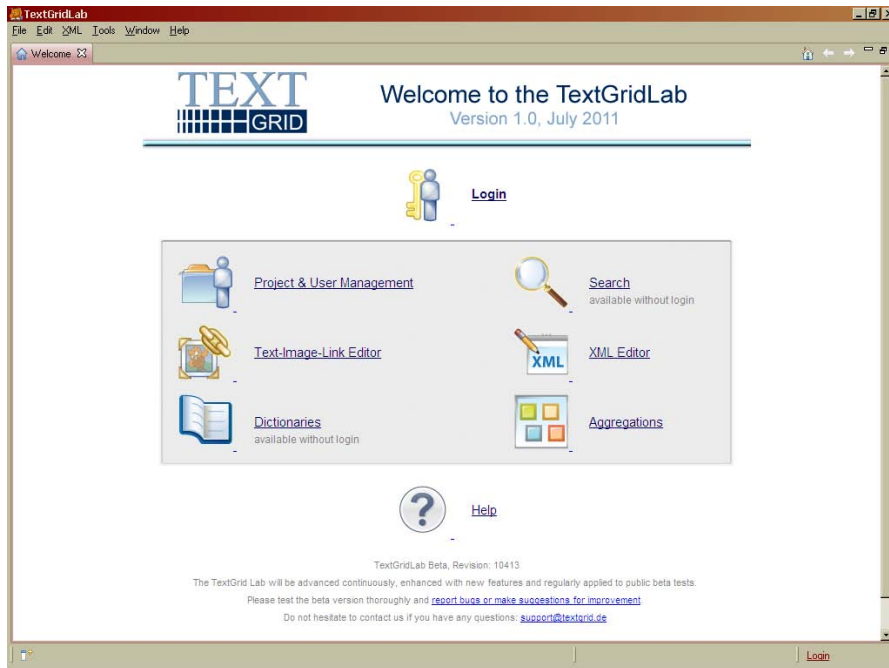 TextGridLab
File Edit XML Tools Window Help
Welcome
TEXT
GRID
Welcome to the TextGridLab
Version 1.0, July 2011
Login
Project & User Management
Search
available without login
Text-Image-Link Editor
XML
XML Editor
Dictionaries
available without login
Aggregations
?
Help
TextGridLab Beta, Revision: 10413
The TextGrid Lab will be advanced continuously, enhanced with new features and regularly applied to public beta tests.
Please test the beta version thoroughly and report bugs or make suggestions for improvement
Do not hesitate to contact us if you have any questions: support@textgrid.de
Login